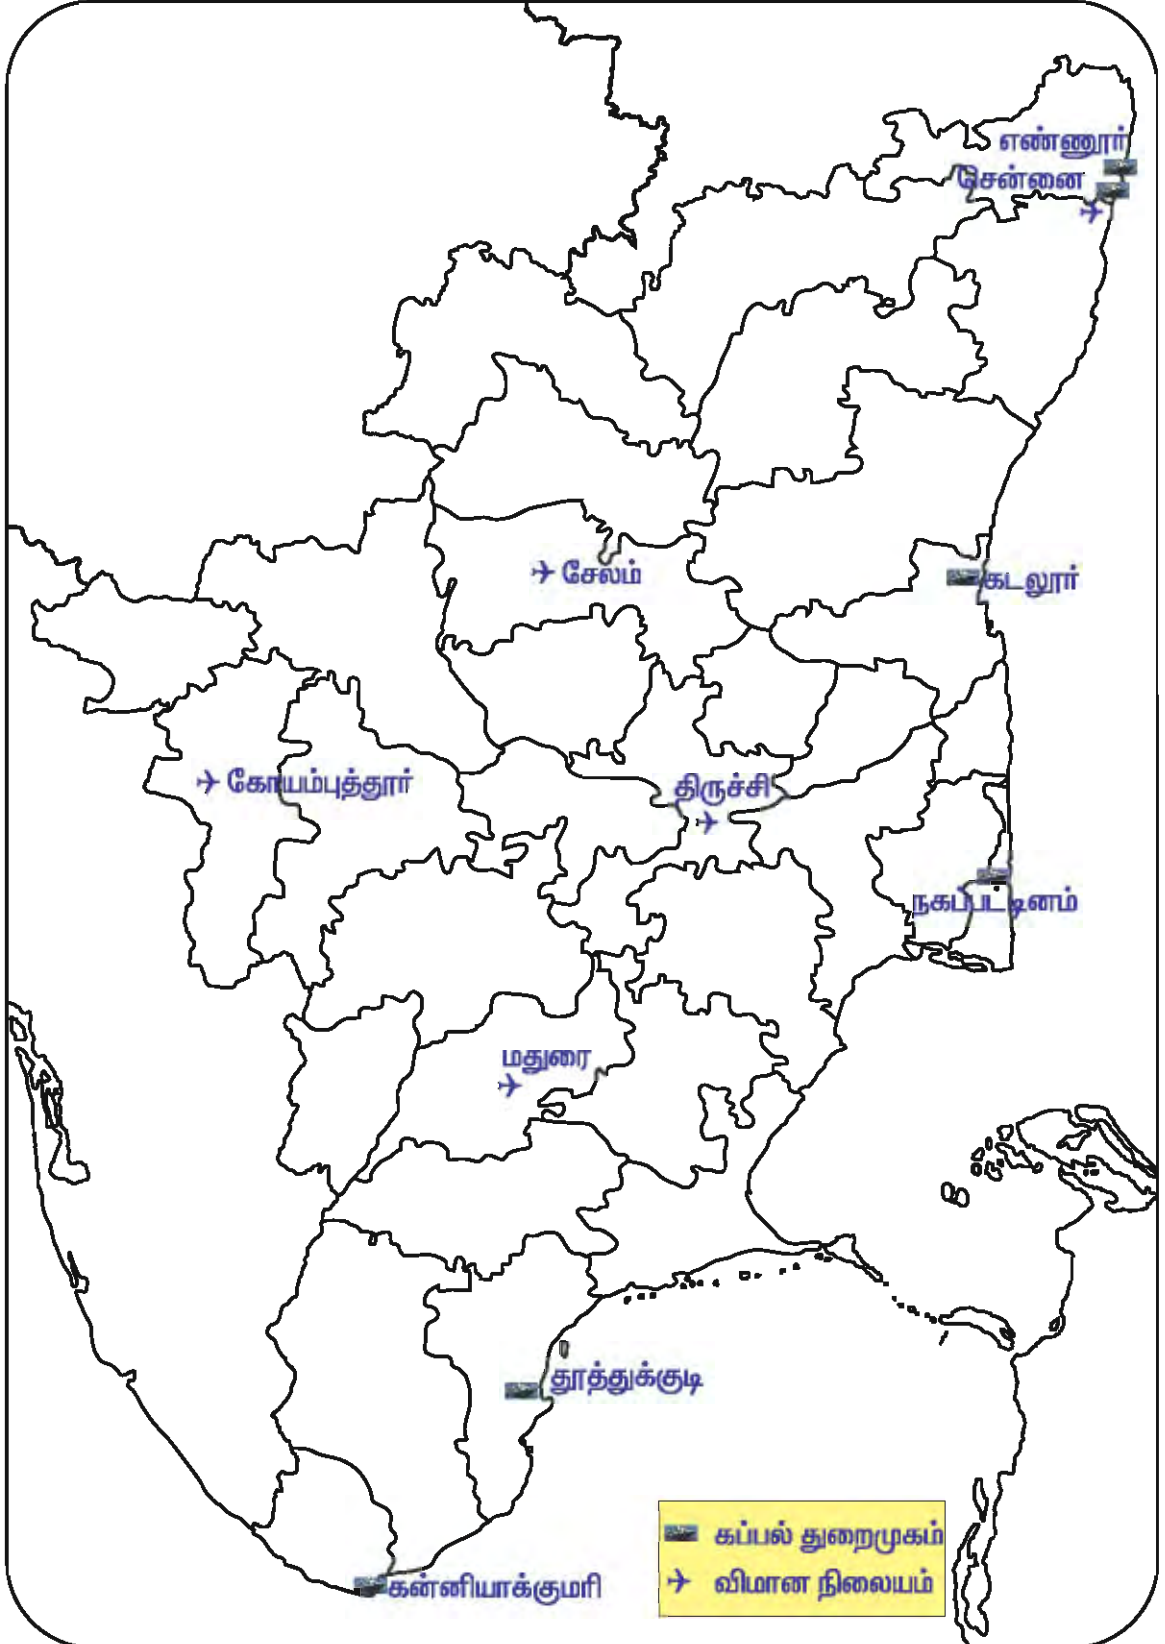 எண்ணூர்
சென்னை
சேலம்
கடலூர்
கோயம்புத்தூர்
திருச்சி
நகப்பட்டினம்
மதுரை
தூத்துக்குடி
கன்னியாக்குமரி
கப்பல் துறைமுகம்
விமான நிலையம்